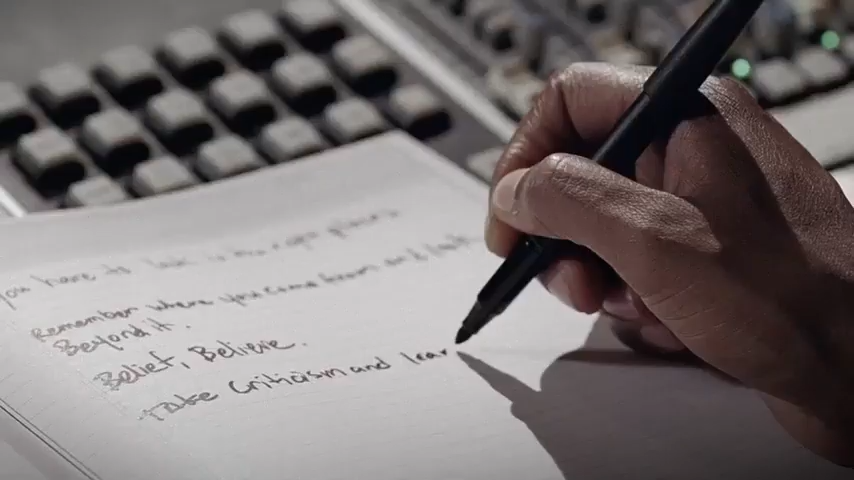 you have to look in the right places
Remember where you came from and look
Beyond it.
Belief, Believe.
Take criticism and lear